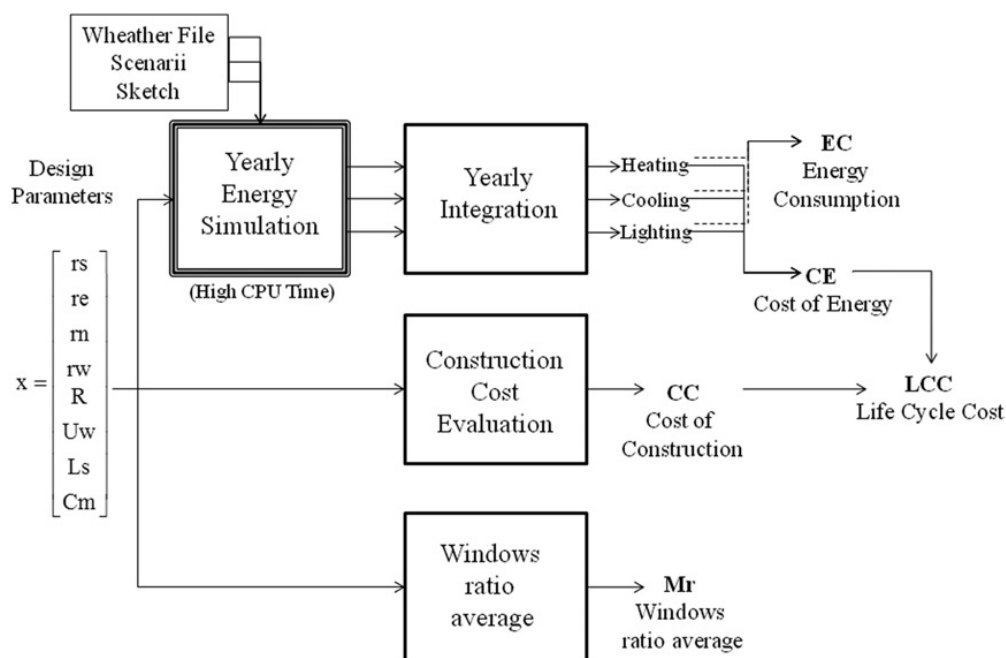 Wheather File
Scenarii
Sketch
Design
Parameters
Yearly
Energy
Simulation
(High CPU Time)
Yearly
Integration
Heating
Cooling
Lighting
EC
Energy
Consumption
CE
Cost of Energy
x =
rs
re
rn
rw
R
Uw
Ls
Cm
Construction
Cost
Evaluation
CC
Cost of
Construction
LCC
Life Cycle Cost
Windows
ratio
average
Mr
Windows
ratio average